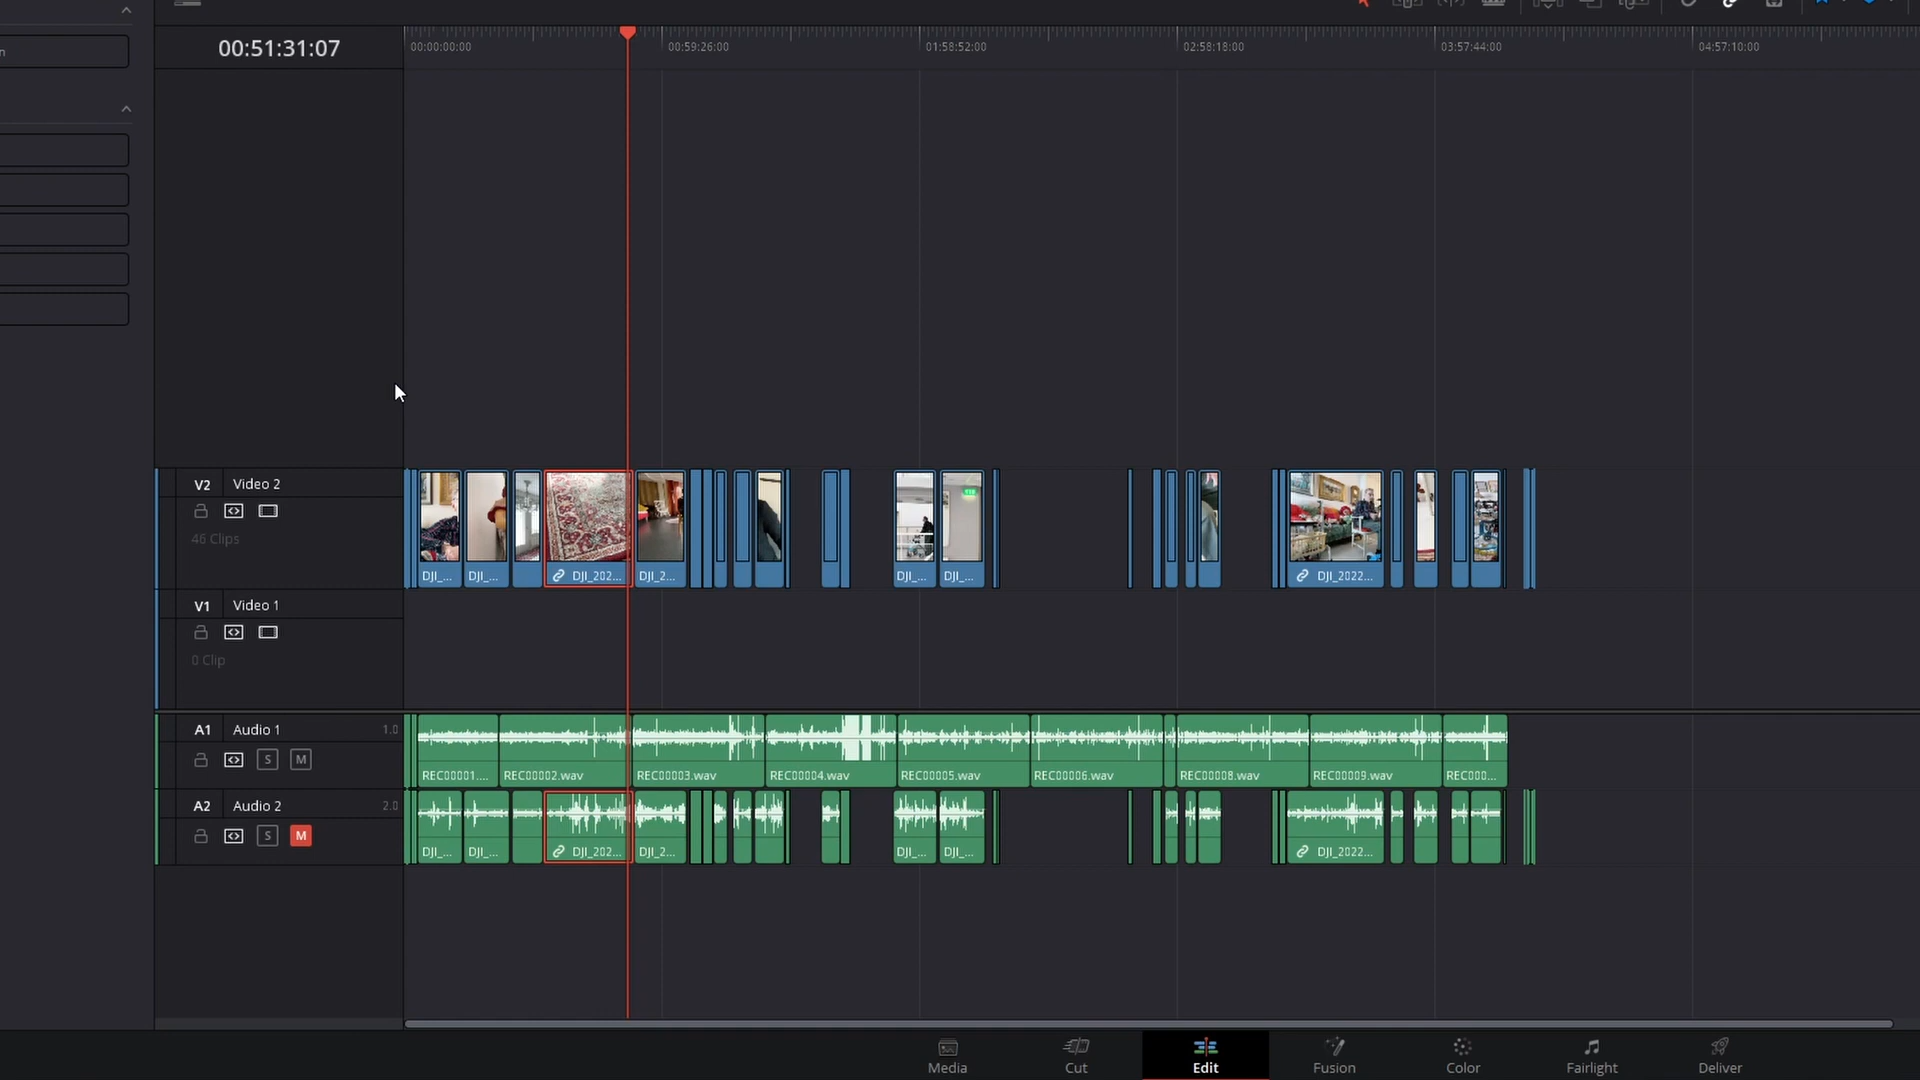 n
00:51:31:07
00:00:00:00
00:59:26:00
01:58:52:00
02:58:18:00
03:57:44:00
04:57:10:00
V2
Video 2
46 Clips
DJI_...
DJI_...
DJI_202...
DJI_2...
DJI_...
DJI_...
DJI_2022...
V1
Video 1
0 Clip
A1
Audio 1
1.0
S
M
REC00001....
REC00002.wav
REC00003.wav
REC00004.wav
REC00005.wav
REC00006.wav
REC00008.wav
REC00009.wav
REC000...
A2
Audio 2
2.0
S
M
DJI_...
DJI_...
DJI_202...
DJI_2...
DJI_...
DJI_...
DJI_2022...
Media
Cut
Edit
Fusion
Color
Fairlight
Deliver